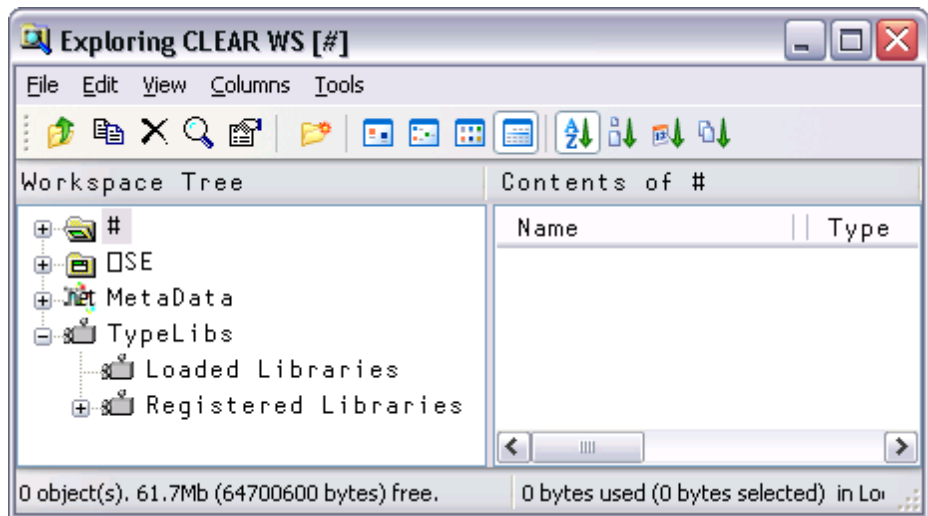 Exploring CLEAR WS [#]
File Edit View Columns Tools
Workspace Tree
Contents of #
#
⎕SE
.net MetaData
TypeLibs
Loaded Libraries
Registered Libraries
Name Type
0 object(s). 61.7Mb (64700600 bytes) free.
0 bytes used (0 bytes selected) in Lo